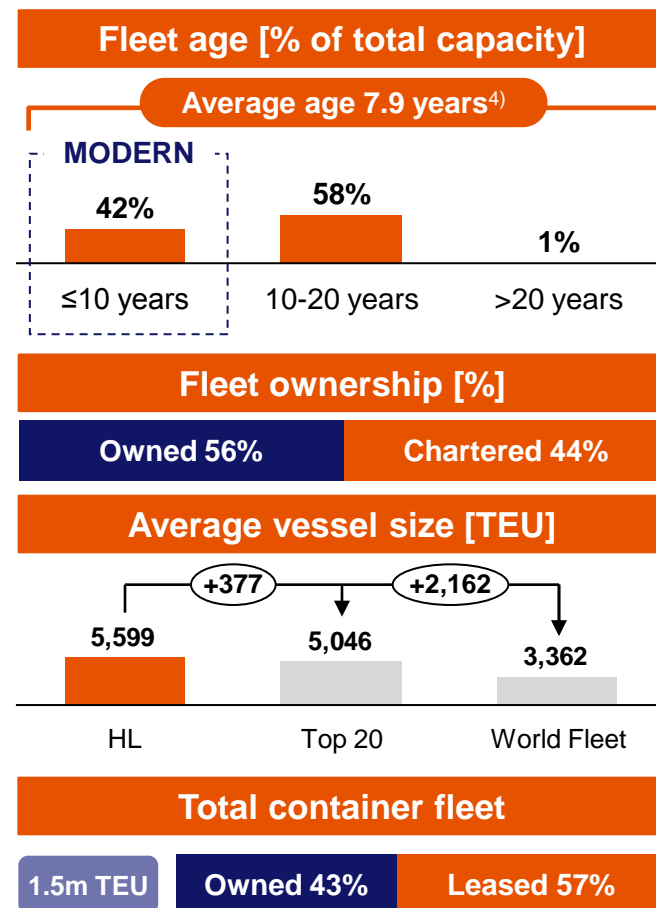 Fleet age [% of total capacity]
Average age 7.9 years4)
MODERN
42%
58%
1%
≤10 years
10-20 years
>20 years
Fleet ownership [%]
Owned 56%
Chartered 44%
Average vessel size [TEU]
+377
+2,162
5,599
5,046
3,362
HL
Top 20
World Fleet
Total container fleet
1.5m TEU
Owned 43%
Leased 57%